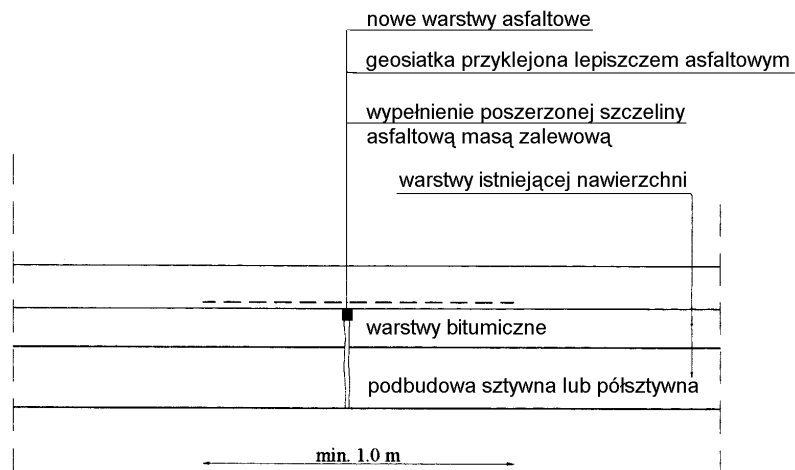 nowe warstwy asfaltowe
geosiatka przyklejona lepiszczem asfaltowym
wypełnienie poszerzonej szczeliny
asfaltową masą zalewową
warstwy istniejącej nawierzchni
warstwy bitumiczne
podbudowa sztywna lub półsztywna
min. 1.0 m